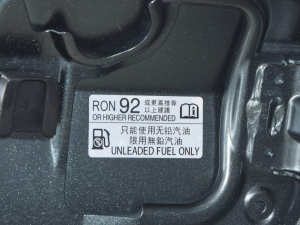 RON 92 或更高推荐
以上建議
OR HIGHER RECOMMENDED
只能使用无铅汽油
限用無鉛汽油
UNLEADED FUEL ONLY